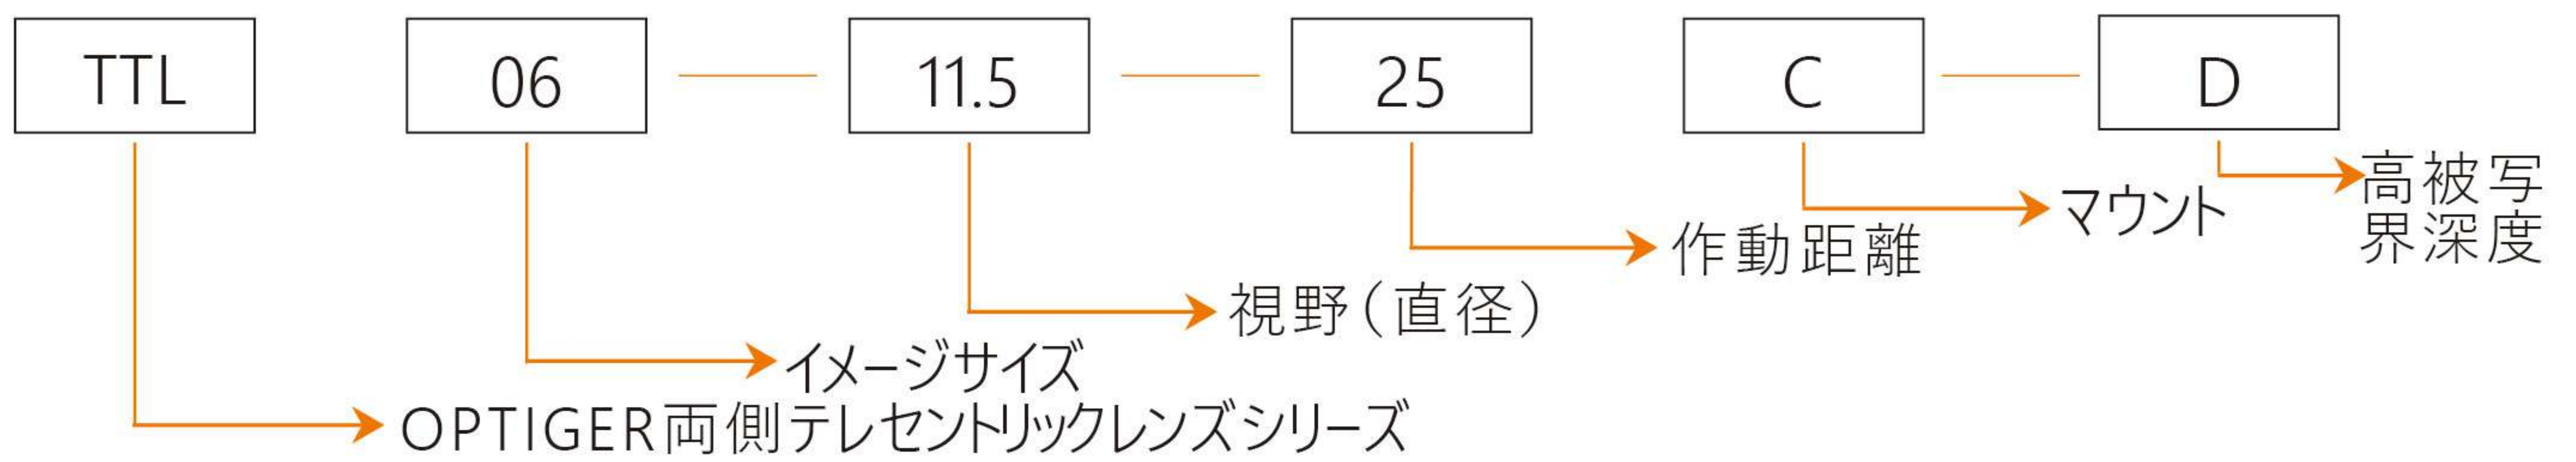 TTL 06 11.5 25 C D
高被写
界深度
マウント
作動距離
視野(直径)
イメージサイズ
OPTIGER両側テレセントリックレンズシリーズ